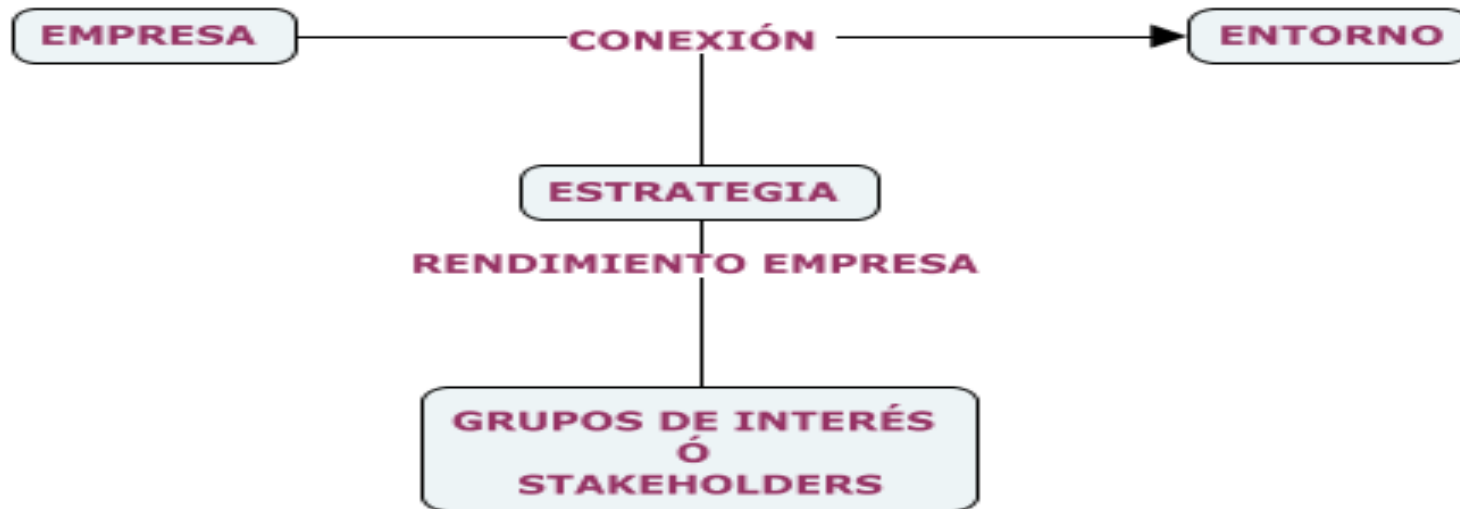 EMPRESA
CONEXIÓN
ENTORNO
ESTRATEGIA
RENDIMIENTO EMPRESA
GRUPOS DE INTERÉS
Ó
STAKEHOLDERS